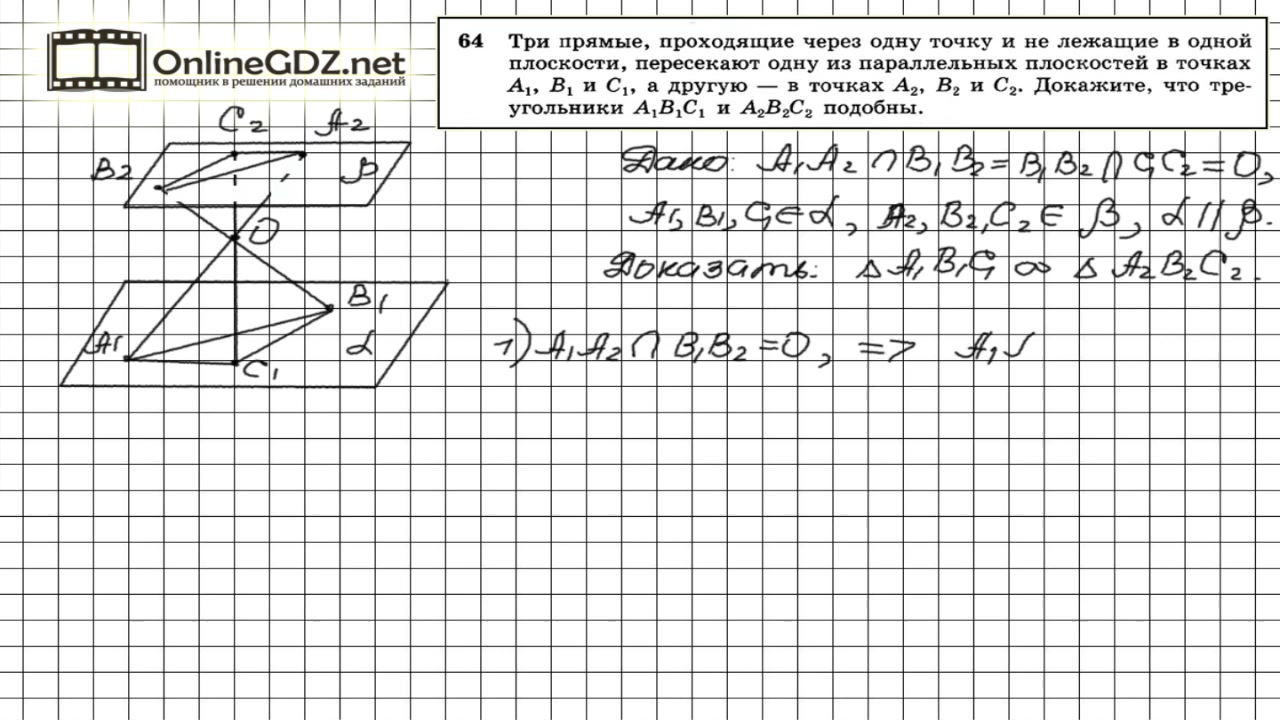 OnlineGDZ.net
помощник в решении домашних заданий
64 Три прямые, проходящие через одну точку и не лежащие в одной
плоскости, пересекают одну из параллельных плоскостей в точках
A₁, B₁ и C₁, а другую — в точках A₂, B₂ и C₂. Докажите, что тре-
угольники A₁B₁C₁ и A₂B₂C₂ подобны.
C₂ A₂
B₂ β
O
B₁
A₁ α
C₁
Дано: A₁A₂ ∩ B₁B₂ = B₁B₂ ∩ C₁C₂ = O,
A₁, B₁, C₁ ∈ α, A₂, B₂, C₂ ∈ β, α || β.
Доказать: Δ A₁B₁C₁ ∞ Δ A₂B₂C₂.
1) A₁A₂ ∩ B₁B₂ = O, => A₁